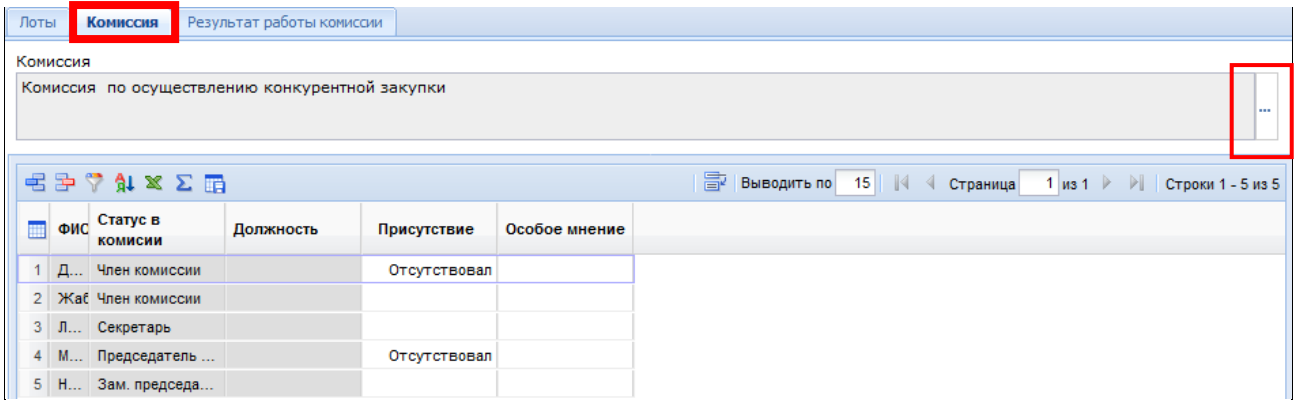 Лоты Комиссия Результат работы комиссии
Комиссия
Комиссия по осуществлению конкурентной закупки
...
Выводить по 15 Страница 1 из 1 Строки 1 - 5 из 5
ФИО Статус в комисии Должность Присутствие Особое мнение
1 Д... Член комиссии Отсутствовал
2 Жаб Член комиссии
3 Л... Секретарь
4 М... Председатель ... Отсутствовал
5 Н... Зам. председа...